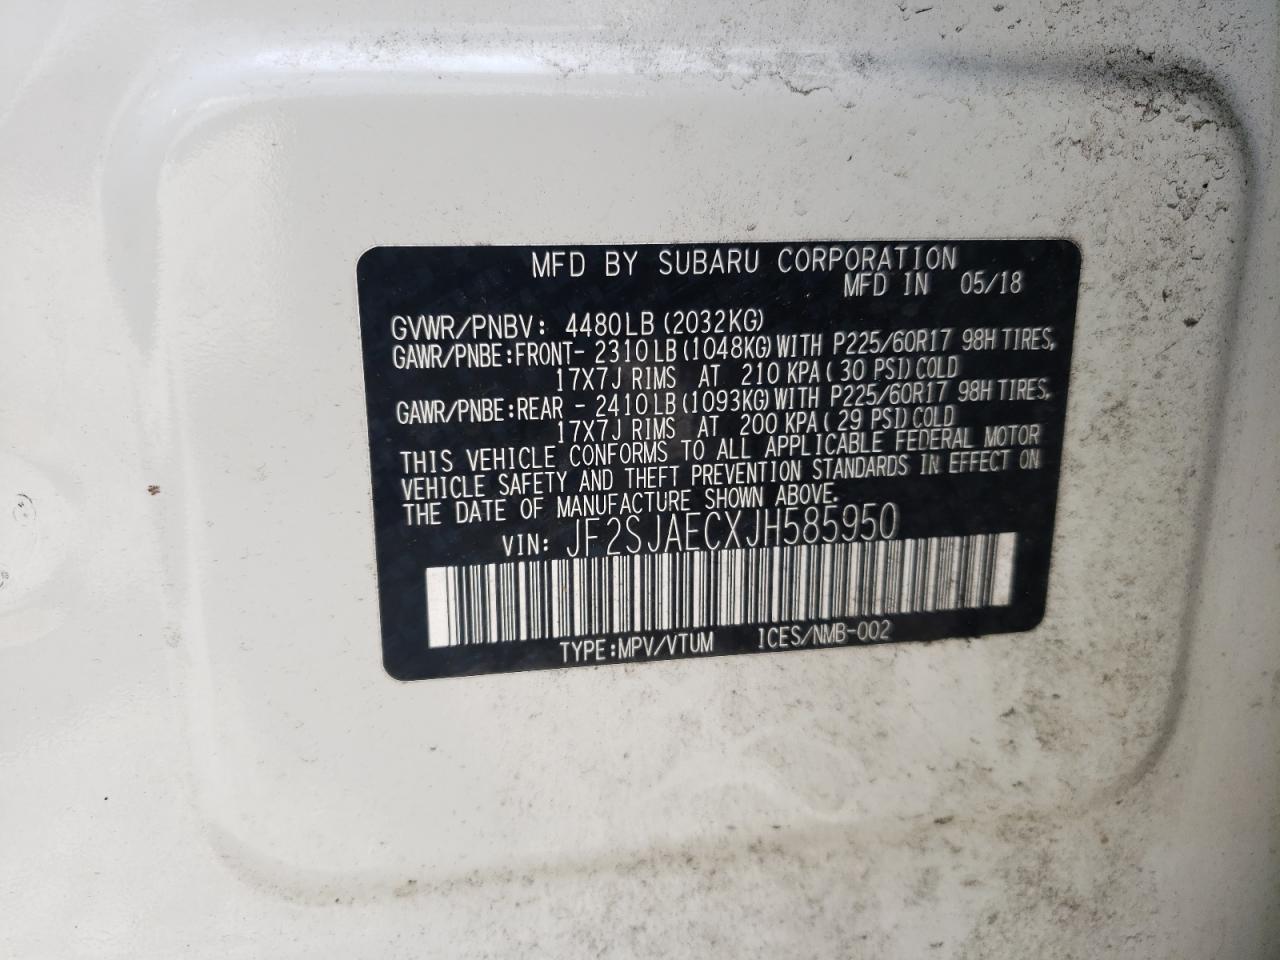 MFD BY SUBARU CORPORATION
MFD IN 05/18
GVWR/PNBV: 4480LB(2032KG)
GAWR/PNBE:FRONT- 2310LB(1048KG)WITH P225/60R17 98H TIRES,
17X7J RIMS AT 210 KPA( 30 PSI)COLD
GAWR/PNBE:REAR - 2410LB(1093KG)WITH P225/60R17 98H TIRES,
17X7J RIMS AT 200 KPA( 29 PSI)COLD
THIS VEHICLE CONFORMS TO ALL APPLICABLE FEDERAL MOTOR
VEHICLE SAFETY AND THEFT PREVENTION STANDARDS IN EFFECT ON
THE DATE OF MANUFACTURE SHOWN ABOVE.
VIN: JF2SJAECXJH585950
TYPE:MPV/VTUM ICES/NMB-002